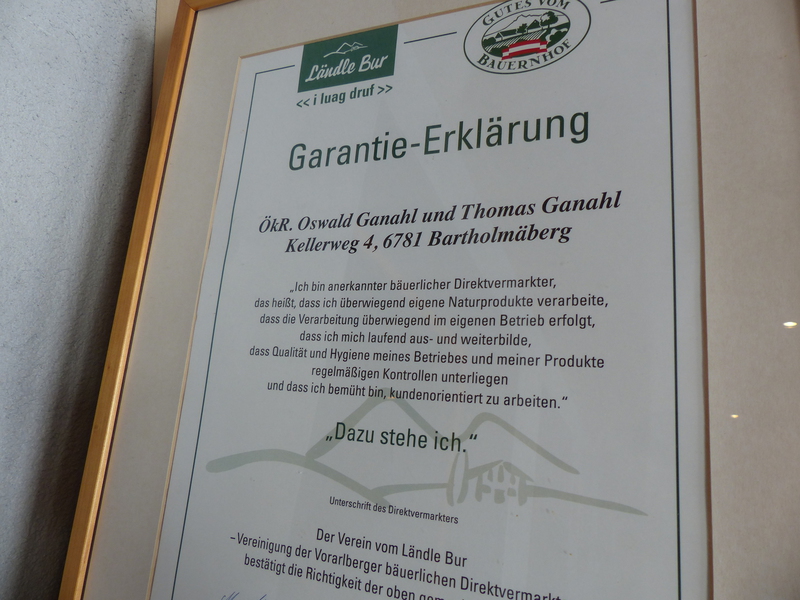 Ländle Bur
<< i luag druf >>
GUTES VOM
BAUERNHOF
Garantie-Erklärung
ÖkR. Oswald Ganahl und Thomas Ganahl
Kellerweg 4, 6781 Bartholmäberg
„Ich bin anerkannter bäuerlicher Direktvermarkter,
das heißt, dass ich überwiegend eigene Naturprodukte verarbeite,
dass die Verarbeitung überwiegend im eigenen Betrieb erfolgt,
dass ich mich laufend aus- und weiterbilde,
dass Qualität und Hygiene meines Betriebes und meiner Produkte
regelmäßigen Kontrollen unterliegen
und dass ich bemüht bin, kundenorientiert zu arbeiten.“
„Dazu stehe ich.“
Unterschrift des Direktvermarkters
Der Verein vom Ländle Bur
– Vereinigung der Vorarlberger bäuerlichen Direktvermarkt
bestätigt die Richtigkeit der oben